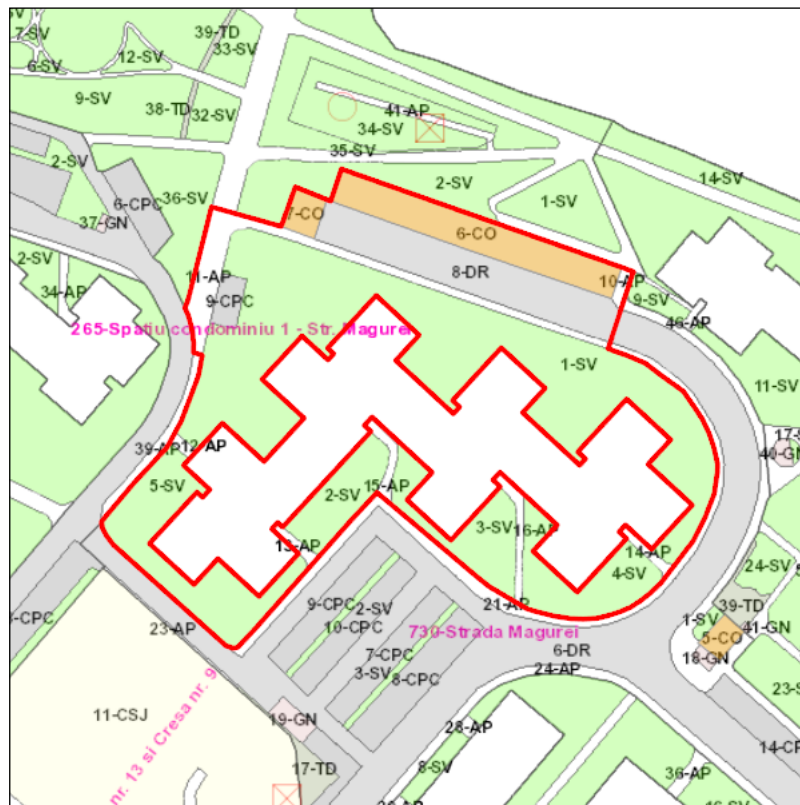 39-TD
33-SV
7-SV
12-SV
6-SV
9-SV
38-TD
32-SV
41-AP
34-SV
35-SV
2-SV
2-SV
14-SV
36-SV
6-CPC
37-GN
1-SV
7-CO
6-CO
2-SV
34-AP
11-AP
9-CPC
8-DR
10-AP
9-SV
46-AP
265-Spatiu condominiu 1 - Str. Magurei
1-SV
11-SV
39-AP
12-AP
40-GN
5-SV
15-AP
2-SV
3-SV
16-AP
13-AP
14-AP
4-SV
24-SV
9-CPC
2-SV
21-AP
39-TD
1-SV
41-GN
23-AP
10-CPC
730-Strada Magurei
5-CO
7-CPC
6-DR
18-GN
3-SV
8-CPC
24-AP
11-CSJ
19-GN
28-AP
nr. 13 si Cresa nr. 9
17-TD
8-SV
36-AP